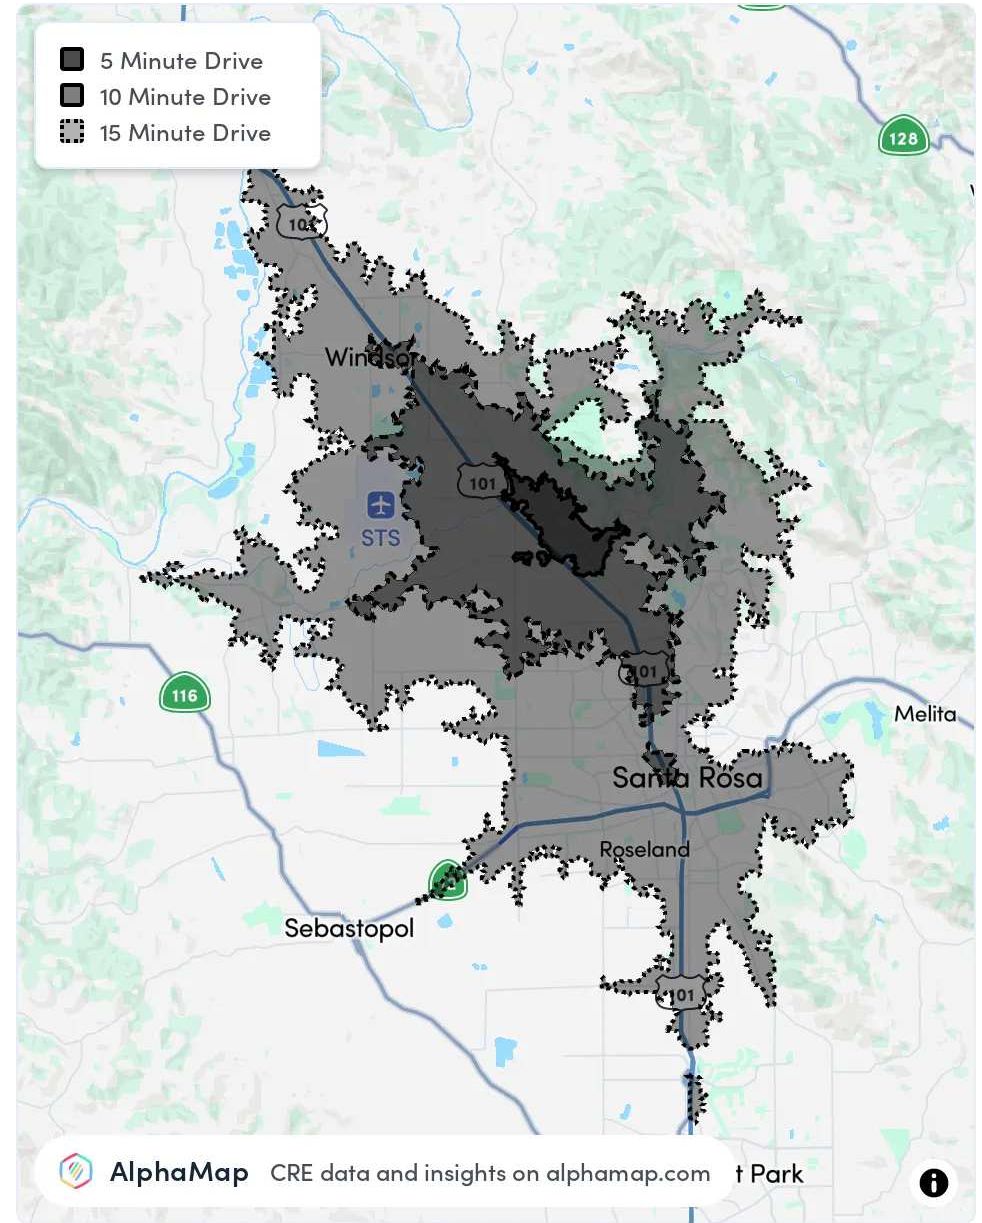 5 Minute Drive
10 Minute Drive
15 Minute Drive
128
Windsor
101
STS
101
116
Melita
Santa Rosa
Roseland
Sebastopol
101
AlphaMap CRE data and insights on alphamap.com
t Park